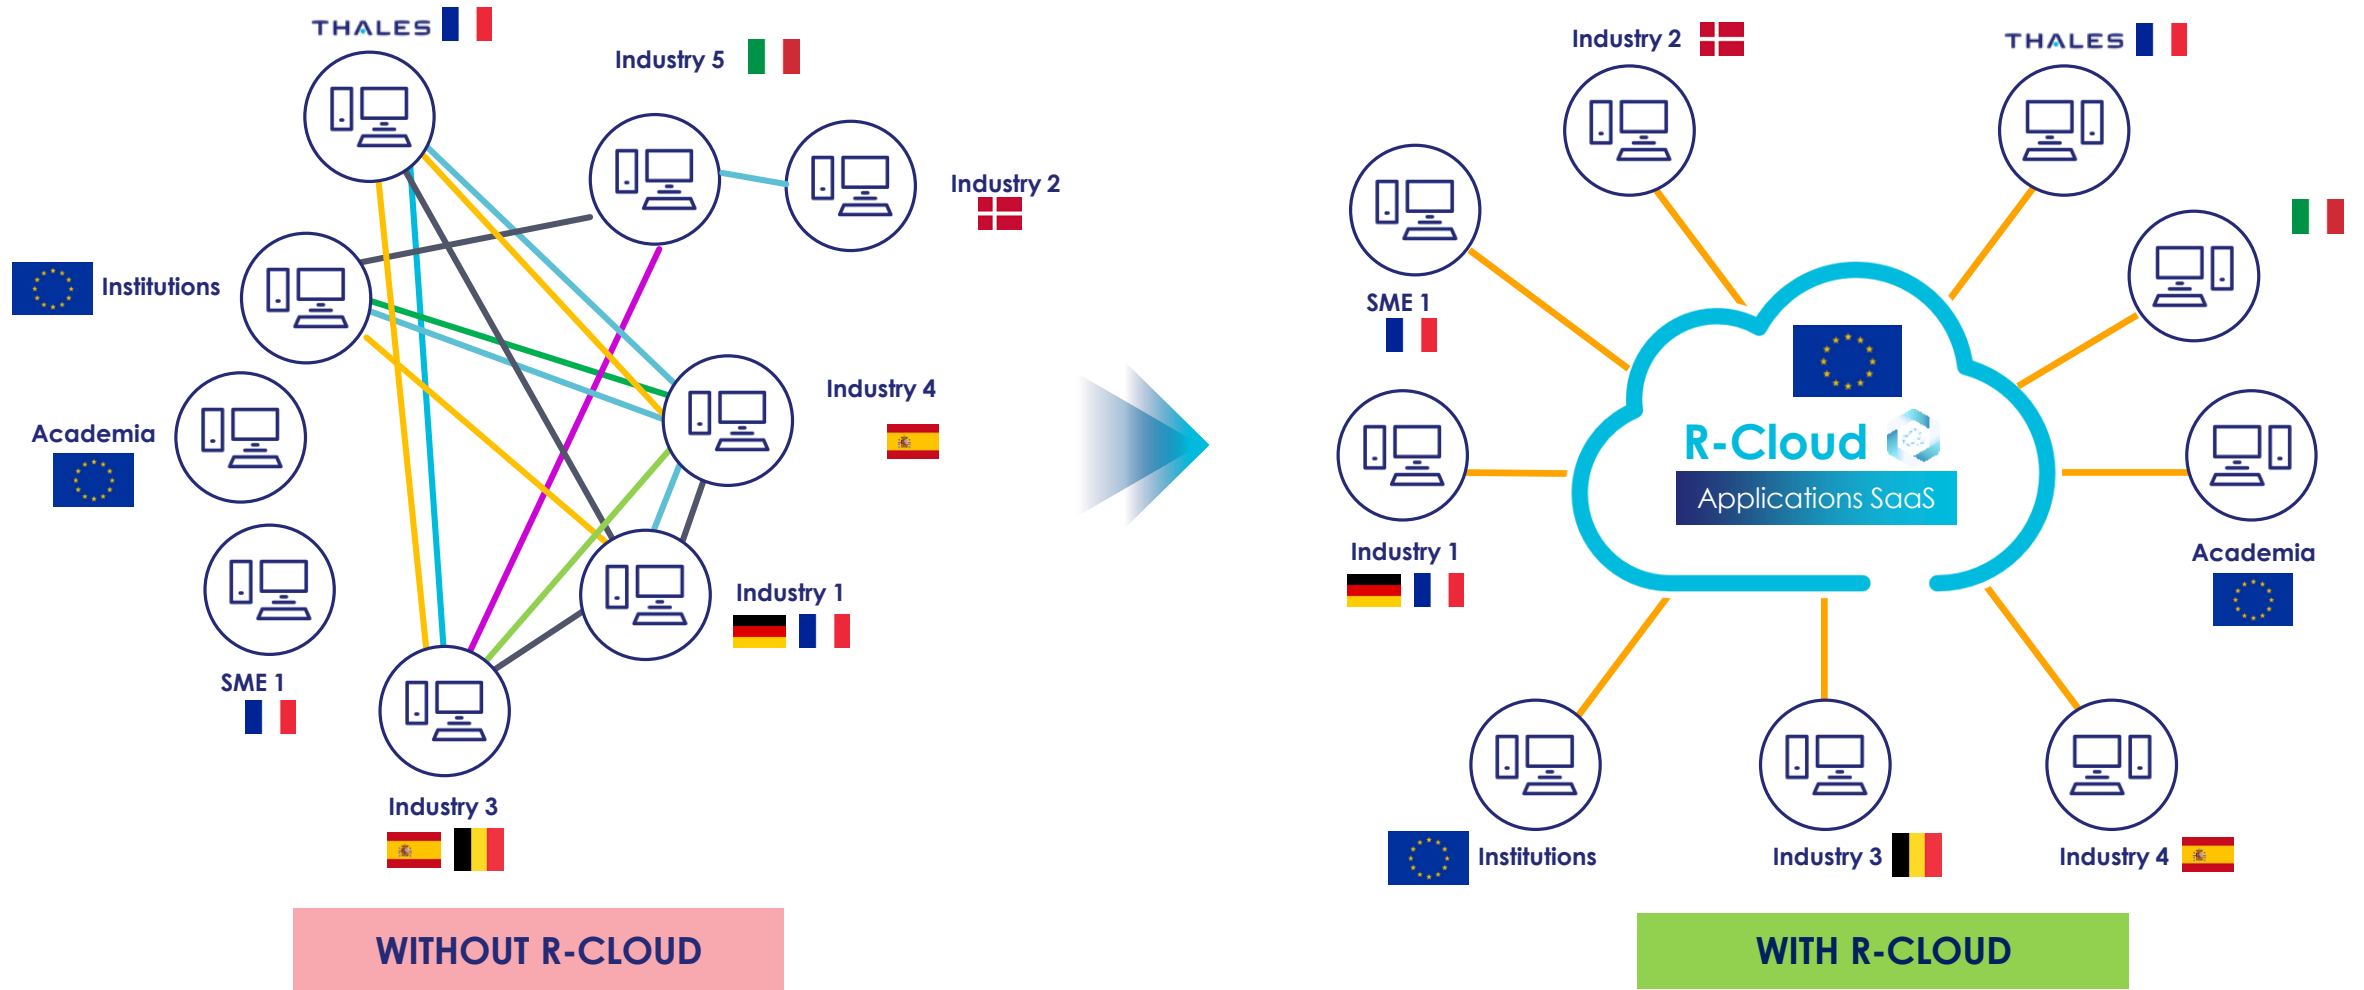 THALES
Industry 5
Industry 2
Institutions
Academia
Industry 4
Industry 1
SME 1
Industry 3
WITHOUT R-CLOUD
Industry 2
THALES
SME 1
R-Cloud
Applications SaaS
Industry 1
Academia
Institutions
Industry 3
Industry 4
WITH R-CLOUD